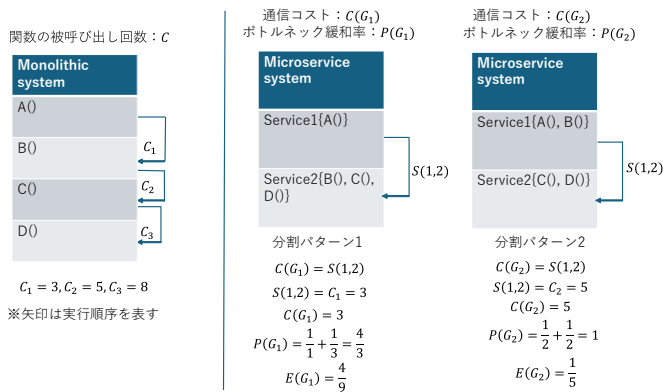 関数の被呼び出し回数：C
Monolithic system
A()
B()
C()
D()
C₁
C₂
C₃
C₁ = 3, C₂ = 5, C₃ = 8
※矢印は実行順序を表す
通信コスト：C(G₁)
ボトルネック緩和率：P(G₁)
Microservice system
Service1{A()}
Service2{B(), C(), D()}
S(1,2)
分割パターン1
C(G₁) = S(1,2)
S(1,2) = C₁ = 3
C(G₁) = 3
P(G₁) = 1/1 + 1/3 = 4/3
E(G₁) = 4/9
通信コスト：C(G₂)
ボトルネック緩和率：P(G₂)
Microservice system
Service1{A(), B()}
Service2{C(), D()}
S(1,2)
分割パターン2
C(G₂) = S(1,2)
S(1,2) = C₂ = 5
C(G₂) = 5
P(G₂) = 1/2 + 1/2 = 1
E(G₂) = 1/5